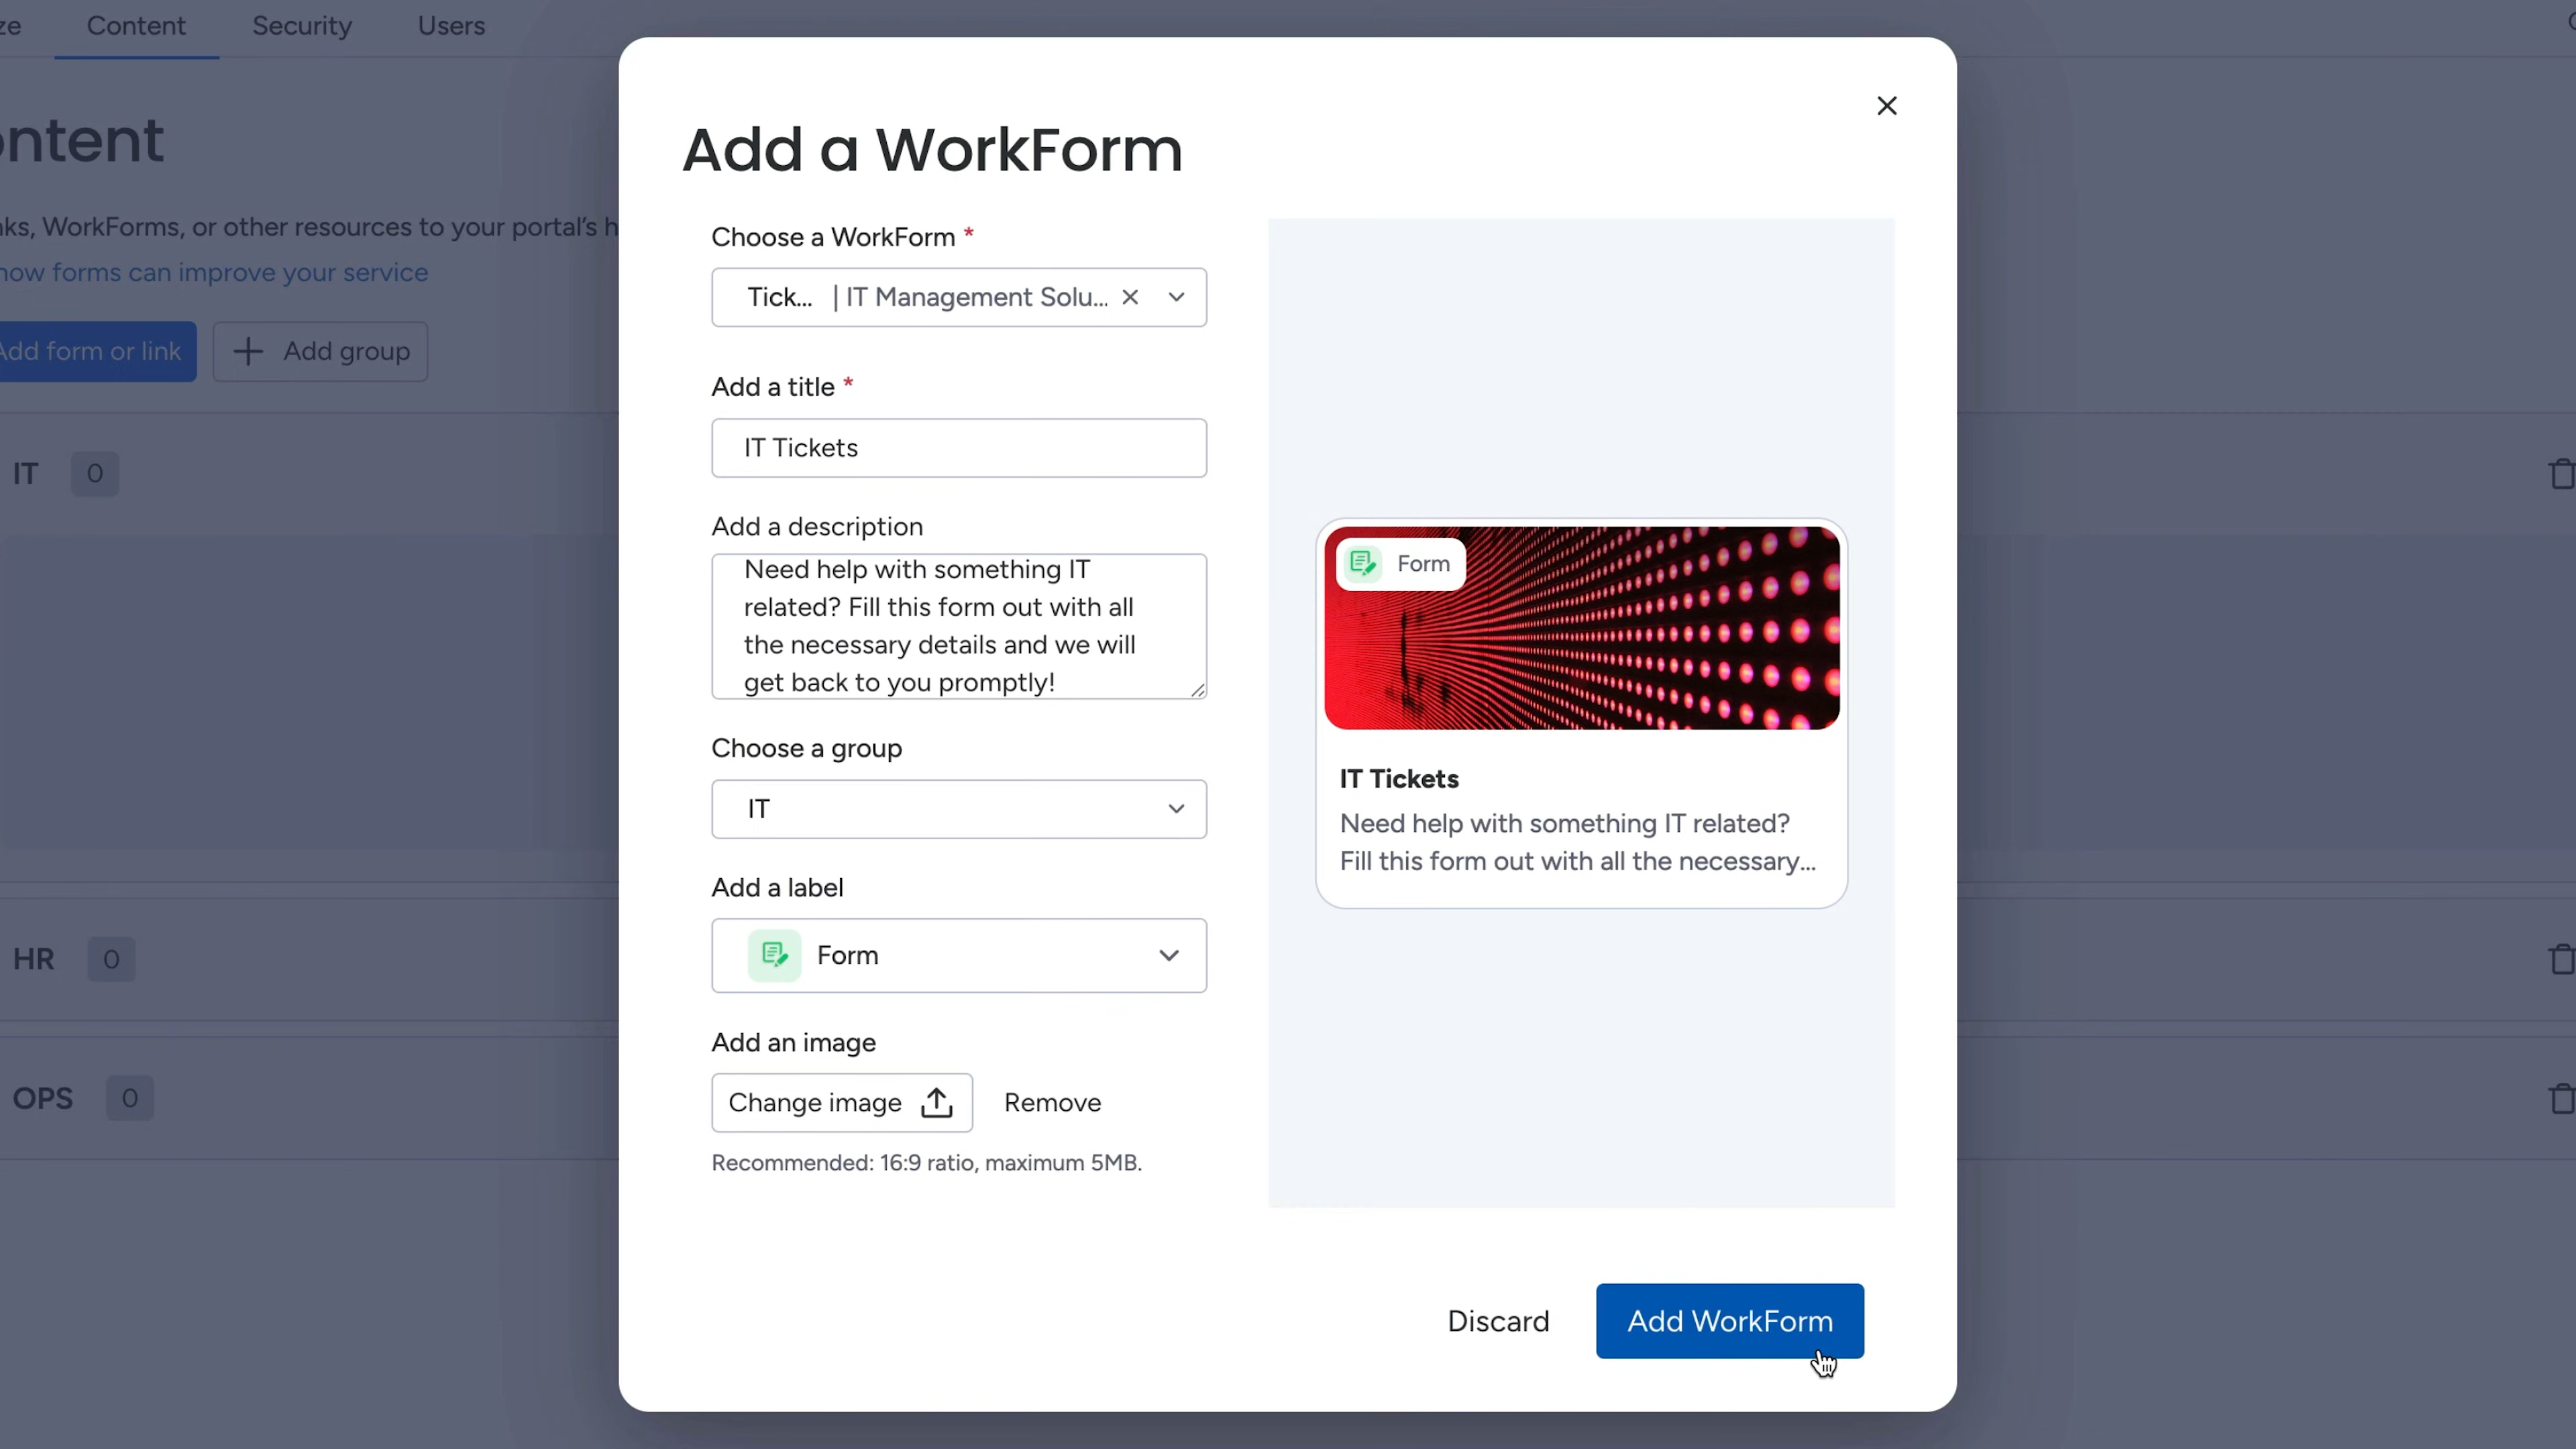 Content
Security
Users
ontent
WorkForms, or other resources to your portal's
forms can improve your service
Add form or link
Add group
IT 0
HR 0
OPS 0
Add a WorkForm
Choose a WorkForm *
Tick... | IT Management Solu...
Add a title *
IT Tickets
Add a description
Need help with something IT
related? Fill this form out with all
the necessary details and we will
get back to you promptly!
Choose a group
IT
Add a label
Form
Add an image
Change image
Remove
Recommended: 16:9 ratio, maximum 5MB.
Form
IT Tickets
Need help with something IT related?
Fill this form out with all the necessary...
Discard
Add WorkForm